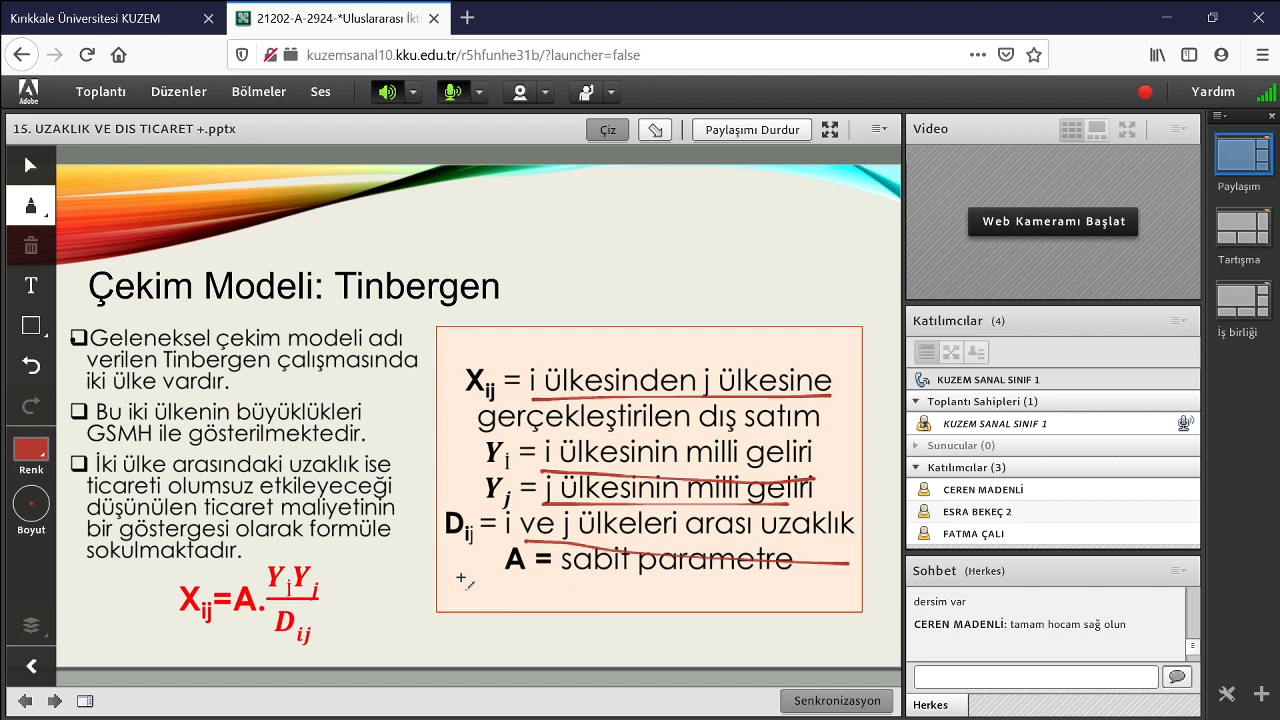 Kırıkkale Üniversitesi KUZEM
21202-A-2924-*Uluslararası İkti
kuzemsanal10.kku.edu.tr/r5hfunhe31b/?launcher=false
Adobe
Toplantı Düzenler Bölmeler Ses
Yardım
15. UZAKLIK VE DIS TICARET +.pptx
Çiz
Paylaşımı Durdur
Renk
Boyut
Çekim Modeli: Tinbergen
Geleneksel çekim modeli adı
verilen Tinbergen çalışmasında
iki ülke vardır.
Bu iki ülkenin büyüklükleri
GSMH ile gösterilmektedir.
İki ülke arasındaki uzaklık ise
ticareti olumsuz etkileyeceği
düşünülen ticaret maliyetinin
bir göstergesi olarak formüle
sokulmaktadır.
Xij=A.YiYj/Dij
Xij = i ülkesinden j ülkesine
gerçekleştirilen dış satım
Yi = i ülkesinin milli geliri
Yj = j ülkesinin milli geliri
Dij = i ve j ülkeleri arası uzaklık
A = sabit parametre
Senkronizasyon
Video
Web Kameramı Başlat
Katılımcılar (4)
KUZEM SANAL SINIF 1
Toplantı Sahipleri (1)
KUZEM SANAL SINIF 1
Sunucular (0)
Katılımcılar (3)
CEREN MADENLİ
ESRA BEKEÇ 2
FATMA ÇALI
Sohbet (Herkes)
dersim var
CEREN MADENLİ: tamam hocam sağ olun
Herkes
Paylaşım
Tartışma
İş birliği